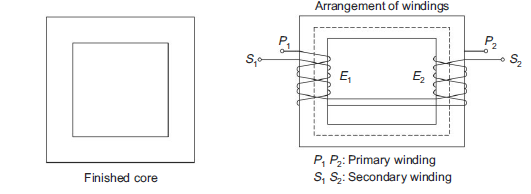 Arrangement of windings
P1
P2
S1
S2
E1
E2
P1 P2: Primary winding
S1 S2: Secondary winding
Finished core